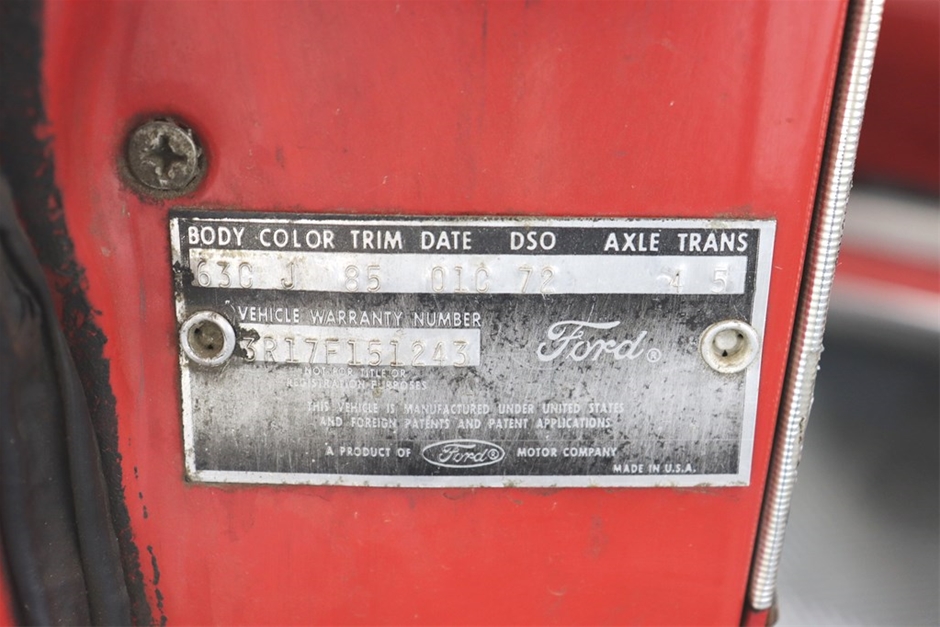 BODY COLOR TRIM DATE DSO AXLE TRANS
63C J 85 01C 72 4 5
VEHICLE WARRANTY NUMBER
3R17F151243
NOT FOR TITLE OR
REGISTRATION PURPOSES
Ford®
THIS VEHICLE IS MANUFACTURED UNDER UNITED STATES
AND FOREIGN PATENTS AND PATENT APPLICATIONS
A PRODUCT OF Ford® MOTOR COMPANY
MADE IN U.S.A.